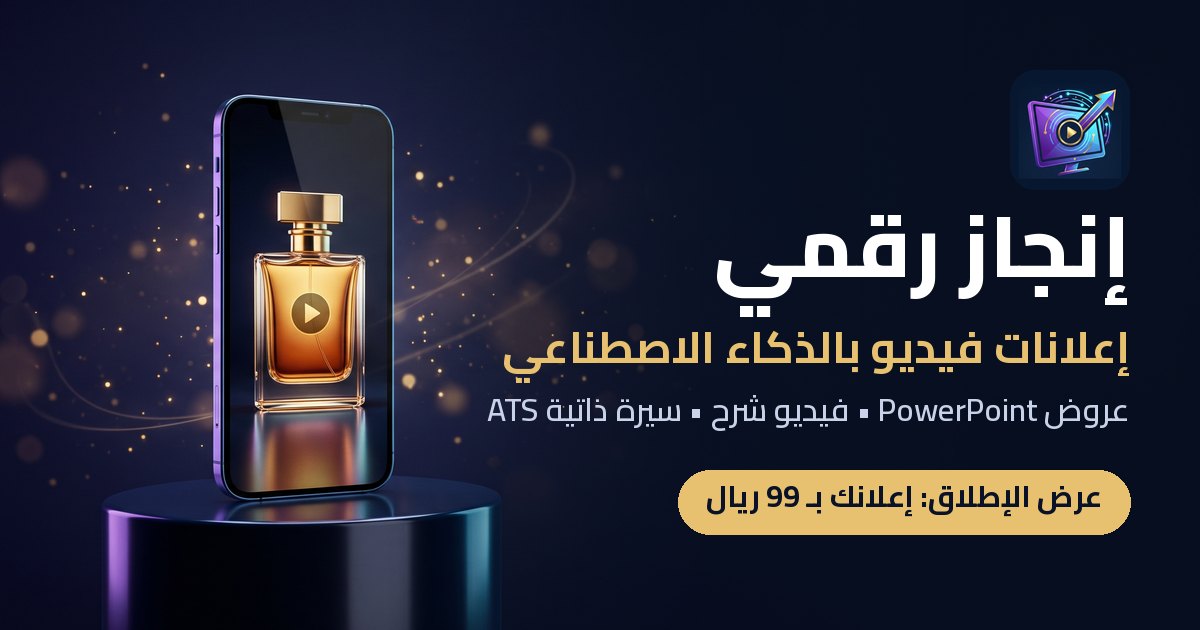 إنجاز رقمي
إعلانات فيديو بالذكاء الاصطناعي
عروض PowerPoint ▪ فيديو شرح ▪ سيرة ذاتية ATS
عرض الإطلاق: إعلانك بـ 99 ريال